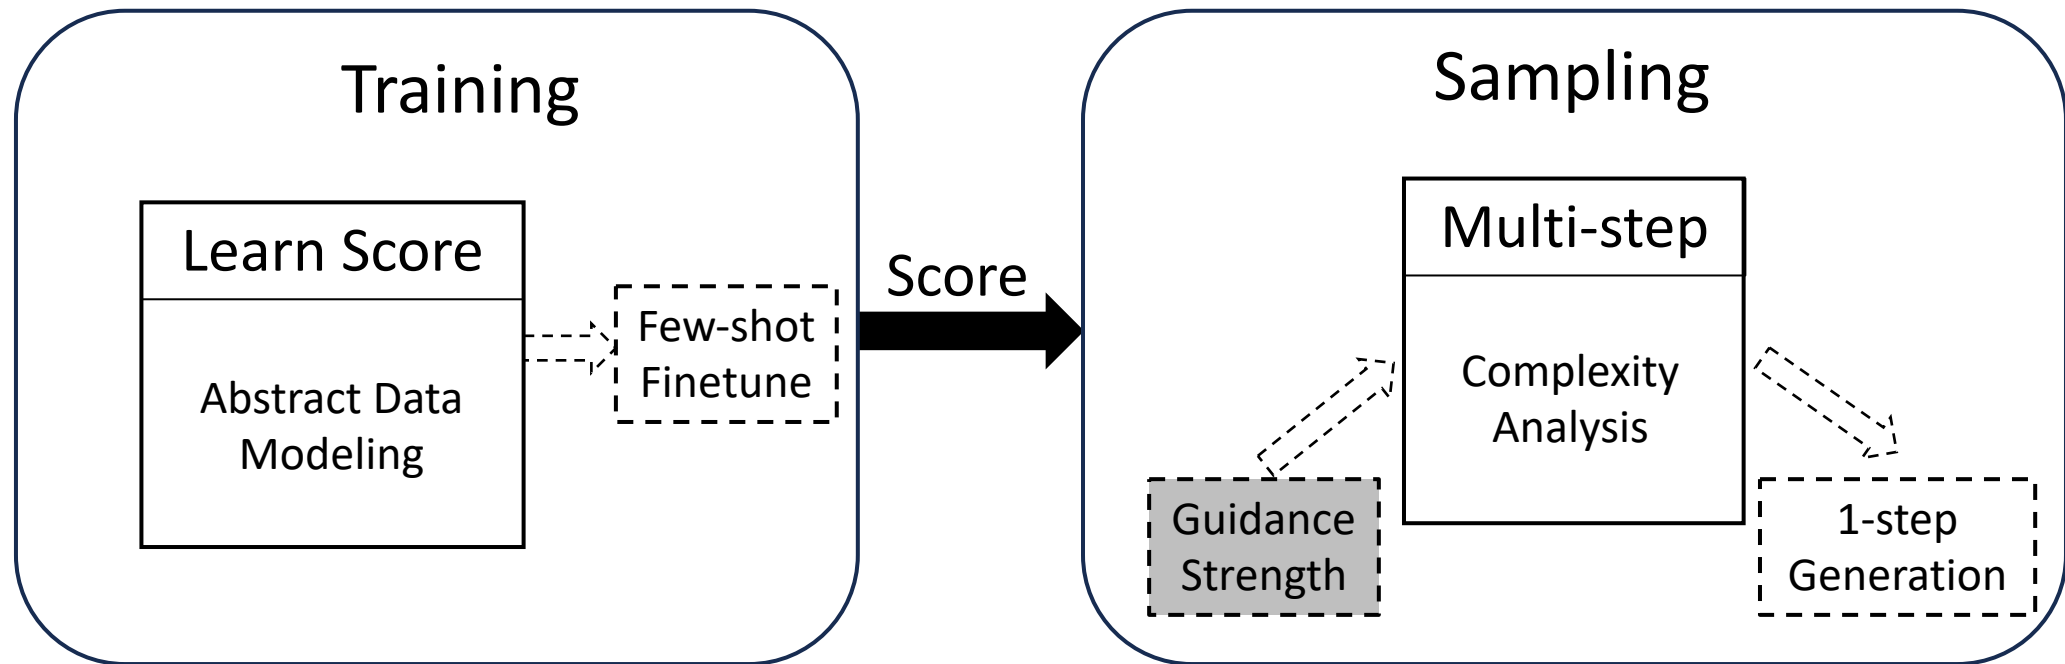 Training
Learn Score
Abstract Data
Modeling
Few-shot
Finetune
Score
Sampling
Multi-step
Complexity
Analysis
Guidance
Strength
1-step
Generation